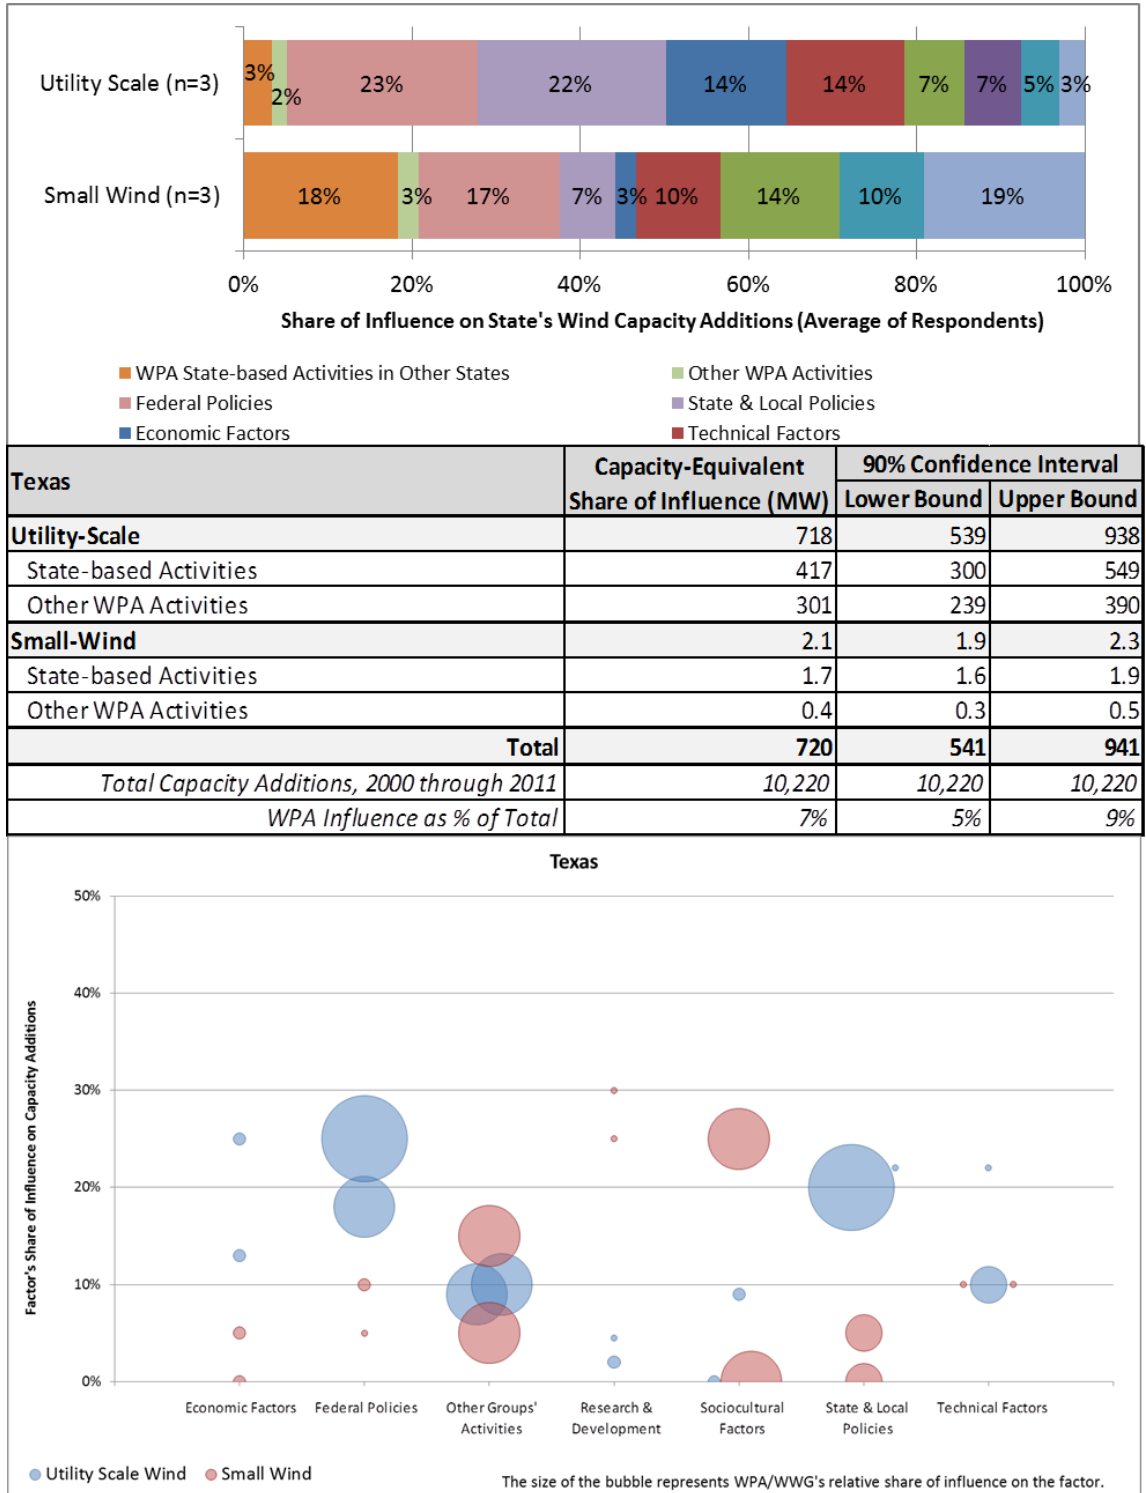 Utility Scale (n=3)
3% 2% 23% 22% 14% 14% 7% 7% 5% 3%
Small Wind (n=3)
18% 3% 17% 7% 3% 10% 14% 10% 19%
0% 20% 40% 60% 80% 100%
Share of Influence on State's Wind Capacity Additions (Average of Respondents)
WPA State-based Activities in Other States
Other WPA Activities
Federal Policies
State & Local Policies
Economic Factors
Technical Factors
Texas
Capacity-Equivalent
Share of Influence (MW)
90% Confidence Interval
Lower Bound Upper Bound
Utility-Scale 718 539 938
State-based Activities 417 300 549
Other WPA Activities 301 239 390
Small-Wind 2.1 1.9 2.3
State-based Activities 1.7 1.6 1.9
Other WPA Activities 0.4 0.3 0.5
Total 720 541 941
Total Capacity Additions, 2000 through 2011 10,220 10,220 10,220
WPA Influence as % of Total 7% 5% 9%
Texas
Factor's Share of Influence on Capacity Additions
50%
40%
30%
20%
10%
0%
Economic Factors
Federal Policies
Other Groups'
Activities
Research &
Development
Sociocultural
Factors
State & Local
Policies
Technical Factors
Utility Scale Wind
Small Wind
The size of the bubble represents WPA/WWG's relative share of influence on the factor.